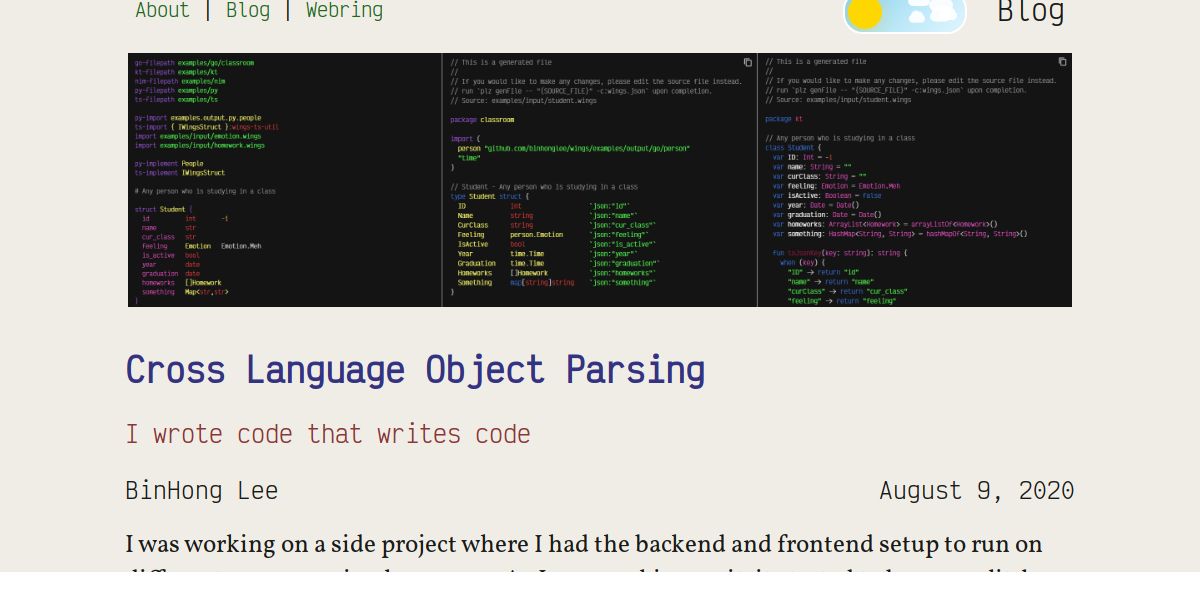 About | Blog | Webring
Blog
go-filepath examples/go/classroom
kt-filepath examples/kt
nim-filepath examples/nim
py-filepath examples/py
ts-filepath examples/ts
py-import examples.output.py.people
ts-import { IWingsStruct }:wings-ts-util
import examples/input/emotion.wings
import examples/input/homework.wings
py-implement People
ts-implement IWingsStruct
# Any person who is studying in a class
struct Student {
id int -1
name str
cur_class str
feeling Emotion Emotion.Meh
is_active bool
year date
graduation date
homeworks []Homework
something Map<str,str>
}
// This is a generated file
//
// If you would like to make any changes, please edit the source file instead.
// run `plz genFile -- "{SOURCE_FILE}" -c:wings.json` upon completion.
// Source: examples/input/student.wings
package classroom
import (
person "github.com/binhonglee/wings/examples/output/go/person"
"time"
)
// Student - Any person who is studying in a class
type Student struct {
ID int `json:"id"`
Name string `json:"name"`
CurClass string `json:"cur_class"`
Feeling person.Emotion `json:"feeling"`
IsActive bool `json:"is_active"`
Year time.Time `json:"year"`
Graduation time.Time `json:"graduation"`
Homeworks []Homework `json:"homeworks"`
Something map[string]string `json:"something"`
}
// This is a generated file
//
// If you would like to make any changes, please edit the source file instead.
// run `plz genFile -- "{SOURCE_FILE}" -c:wings.json` upon completion.
// Source: examples/input/student.wings
package kt
// Any person who is studying in a class
class Student {
var ID: Int = -1
var name: String = ""
var curClass: String = ""
var feeling: Emotion = Emotion.Meh
var isActive: Boolean = false
var year: Date = Date()
var graduation: Date = Date()
var homeworks: ArrayList<Homework> = arrayListOf<Homework>()
var something: HashMap<String, String> = hashMapOf<String, String>()
fun toJsonKey(key: string): string {
when (key) {
"ID" -> return "id"
"name" -> return "name"
"curClass" -> return "cur_class"
"feeling" -> return "feeling"
Cross Language Object Parsing
I wrote code that writes code
BinHong Lee
August 9, 2020
I was working on a side project where I had the backend and frontend setup to run on